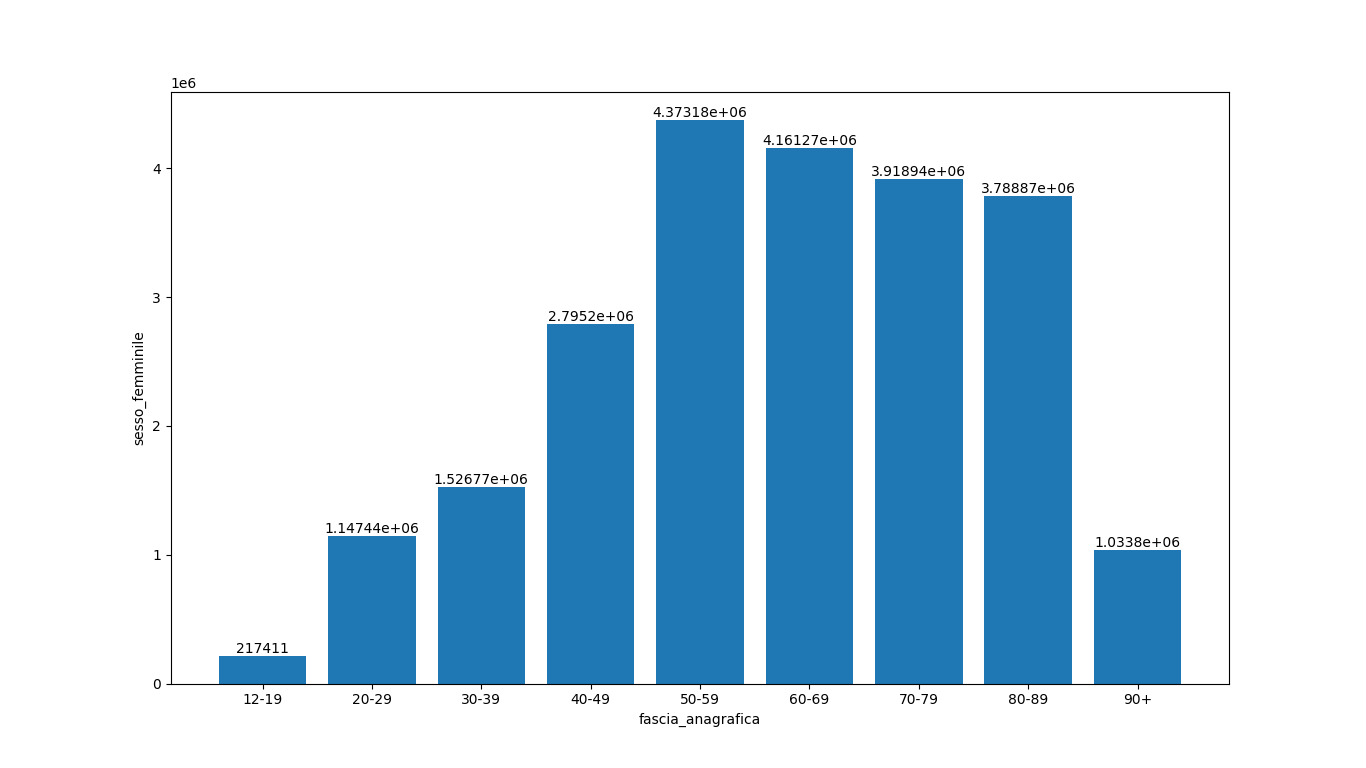 1e6
4.37318e+06
4.16127e+06
4
3.91894e+06
3.78887e+06
2.7952e+06
3
sesso_femminile
2
1.52677e+06
1.14744e+06
1.0338e+06
1
217411
0
12-19 20-29 30-39 40-49 50-59 60-69 70-79 80-89 90+
fascia_anagrafica